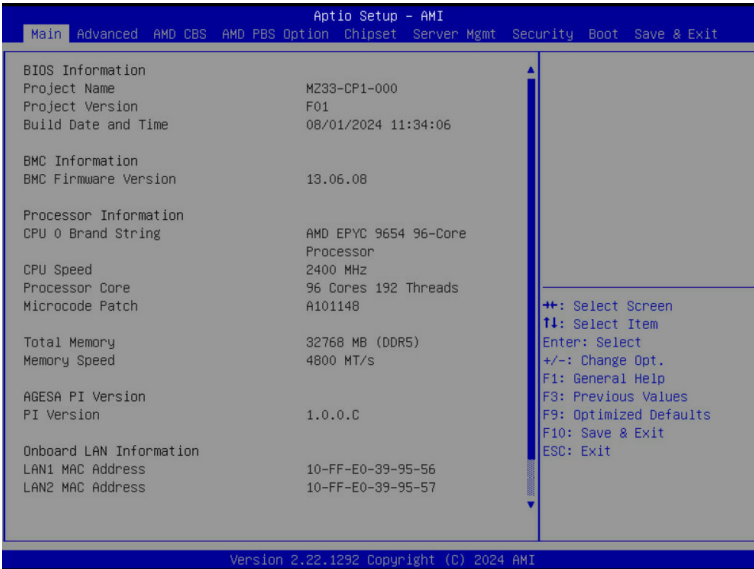 Aptio Setup - AMI
Main Advanced AMD CBS AMD PBS Option Chipset Server Mgmt Security Boot Save & Exit
BIOS Information
Project Name MZ33-CP1-000
Project Version F01
Build Date and Time 08/01/2024 11:34:06
BMC Information
BMC Firmware Version 13.06.08
Processor Information
CPU 0 Brand String AMD EPYC 9654 96-Core
Processor
CPU Speed 2400 MHz
Processor Core 96 Cores 192 Threads
Microcode Patch A101148
Total Memory 32768 MB (DDR5)
Memory Speed 4800 MT/s
AGESA PI Version
PI Version 1.0.0.C
Onboard LAN Information
LAN1 MAC Address 10-FF-E0-39-95-56
LAN2 MAC Address 10-FF-E0-39-95-57
→←: Select Screen
↑↓: Select Item
Enter: Select
+/-: Change Opt.
F1: General Help
F3: Previous Values
F9: Optimized Defaults
F10: Save & Exit
ESC: Exit
Version 2.22.1292 Copyright (C) 2024 AMI